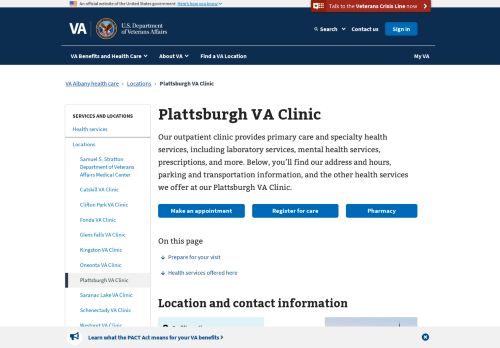 An official website of the United States government. Here's how you know
Talk to the Veterans Crisis Line now
VA
U.S. Department of Veterans Affairs
Search
Contact us
Sign in
VA Benefits and Health Care
About VA
Find a VA Location
My VA
VA Albany health care
Locations
Plattsburgh VA Clinic
SERVICES AND LOCATIONS
Health services
Locations
Samuel S. Stratton
Department of Veterans
Affairs Medical Center
Catskill VA Clinic
Clifton Park VA Clinic
Fonda VA Clinic
Glens Falls VA Clinic
Kingston VA Clinic
Oneonta VA Clinic
Plattsburgh VA Clinic
Saranac Lake VA Clinic
Schenectady VA Clinic
Westport VA Clinic
Plattsburgh VA Clinic
Our outpatient clinic provides primary care and specialty health
services, including laboratory services, mental health services,
prescriptions, and more. Below, you'll find our address and hours,
parking and transportation information, and the other health services
we offer at our Plattsburgh VA Clinic.
Make an appointment
Register for care
Pharmacy
On this page
Prepare for your visit
Health services offered here
Location and contact information
Learn what the PACT Act means for your VA benefits